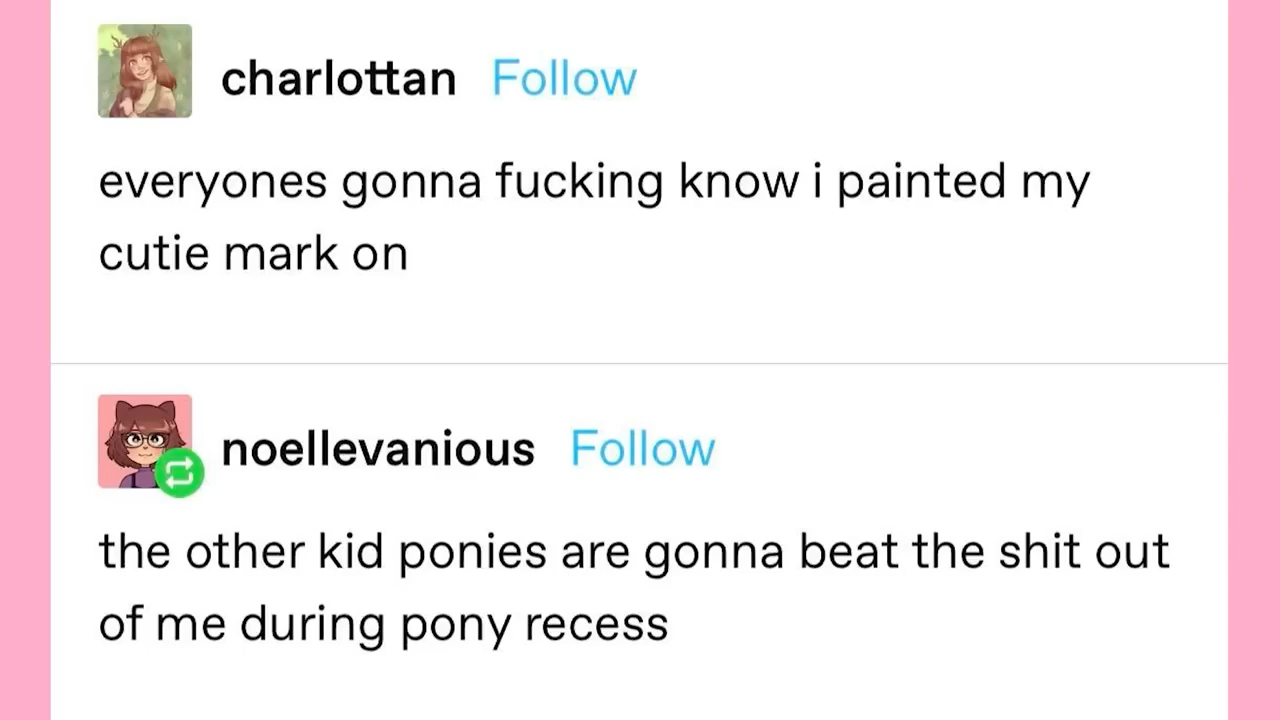 charlottan Follow
everyones gonna fucking know i painted my
cutie mark on
noellevanious Follow
the other kid ponies are gonna beat the shit out
of me during pony recess